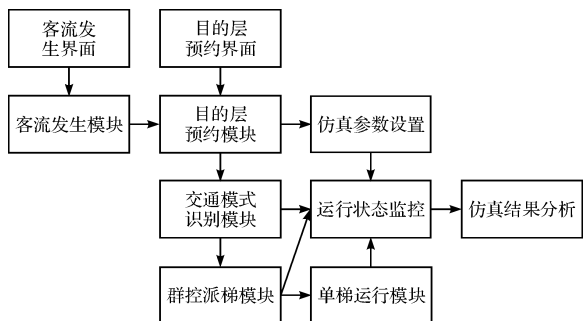 客流发
生界面
目的层
预约界面
客流发生模块
目的层
预约模块
仿真参数设置
交通模式
识别模块
运行状态监控
仿真结果分析
群控派梯模块
单梯运行模块